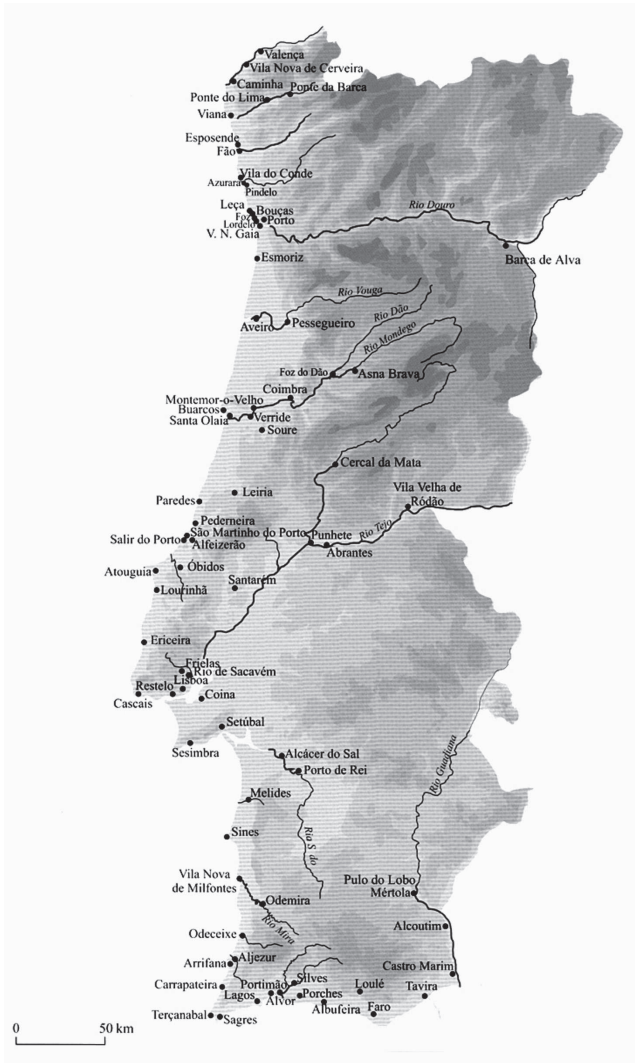 Valença
Vila Nova de Cerveira
Caminha
Ponte da Barca
Ponte do Lima
Viana
Esposende
Fão
Vila do Conde
Azurara
Pindelo
Leça
Bouças
Foz
Porto
Lordelo
V. N. Gaia
Rio Douro
Barca de Alva
Esmoriz
Rio Vouga
Aveiro
Pessegueiro
Rio Dão
Rio Mondego
Foz do Dão
Asna Brava
Coimbra
Montemor-o-Velho
Buarcos
Santa Olaia
Verride
Soure
Cercal da Mata
Leiria
Paredes
Vila Velha de
Ródão
Pederneira
São Martinho do Porto
Salir do Porto
Alfeizerão
Punhete
Rio Tejo
Abrantes
Óbidos
Atouguia
Santarém
Lourinhã
Ericeira
Frielas
Rio de Sacavém
Lisboa
Restelo
Cascais
Coina
Setúbal
Sesimbra
Alcácer do Sal
Porto de Rei
Rio Guadiana
Melides
Sines
Ria S. do
Vila Nova
de Milfontes
Pulo do Lobo
Mértola
Odemira
Rio Mira
Alcoutim
Odeceixe
Aljezur
Arrifana
Castro Marim
Carrapateira
Portimão
Silves
Loulé
Tavira
Lagos
Alvor
Porches
Albufeira
Faro
Terçanabal
Sagres
0
50 km